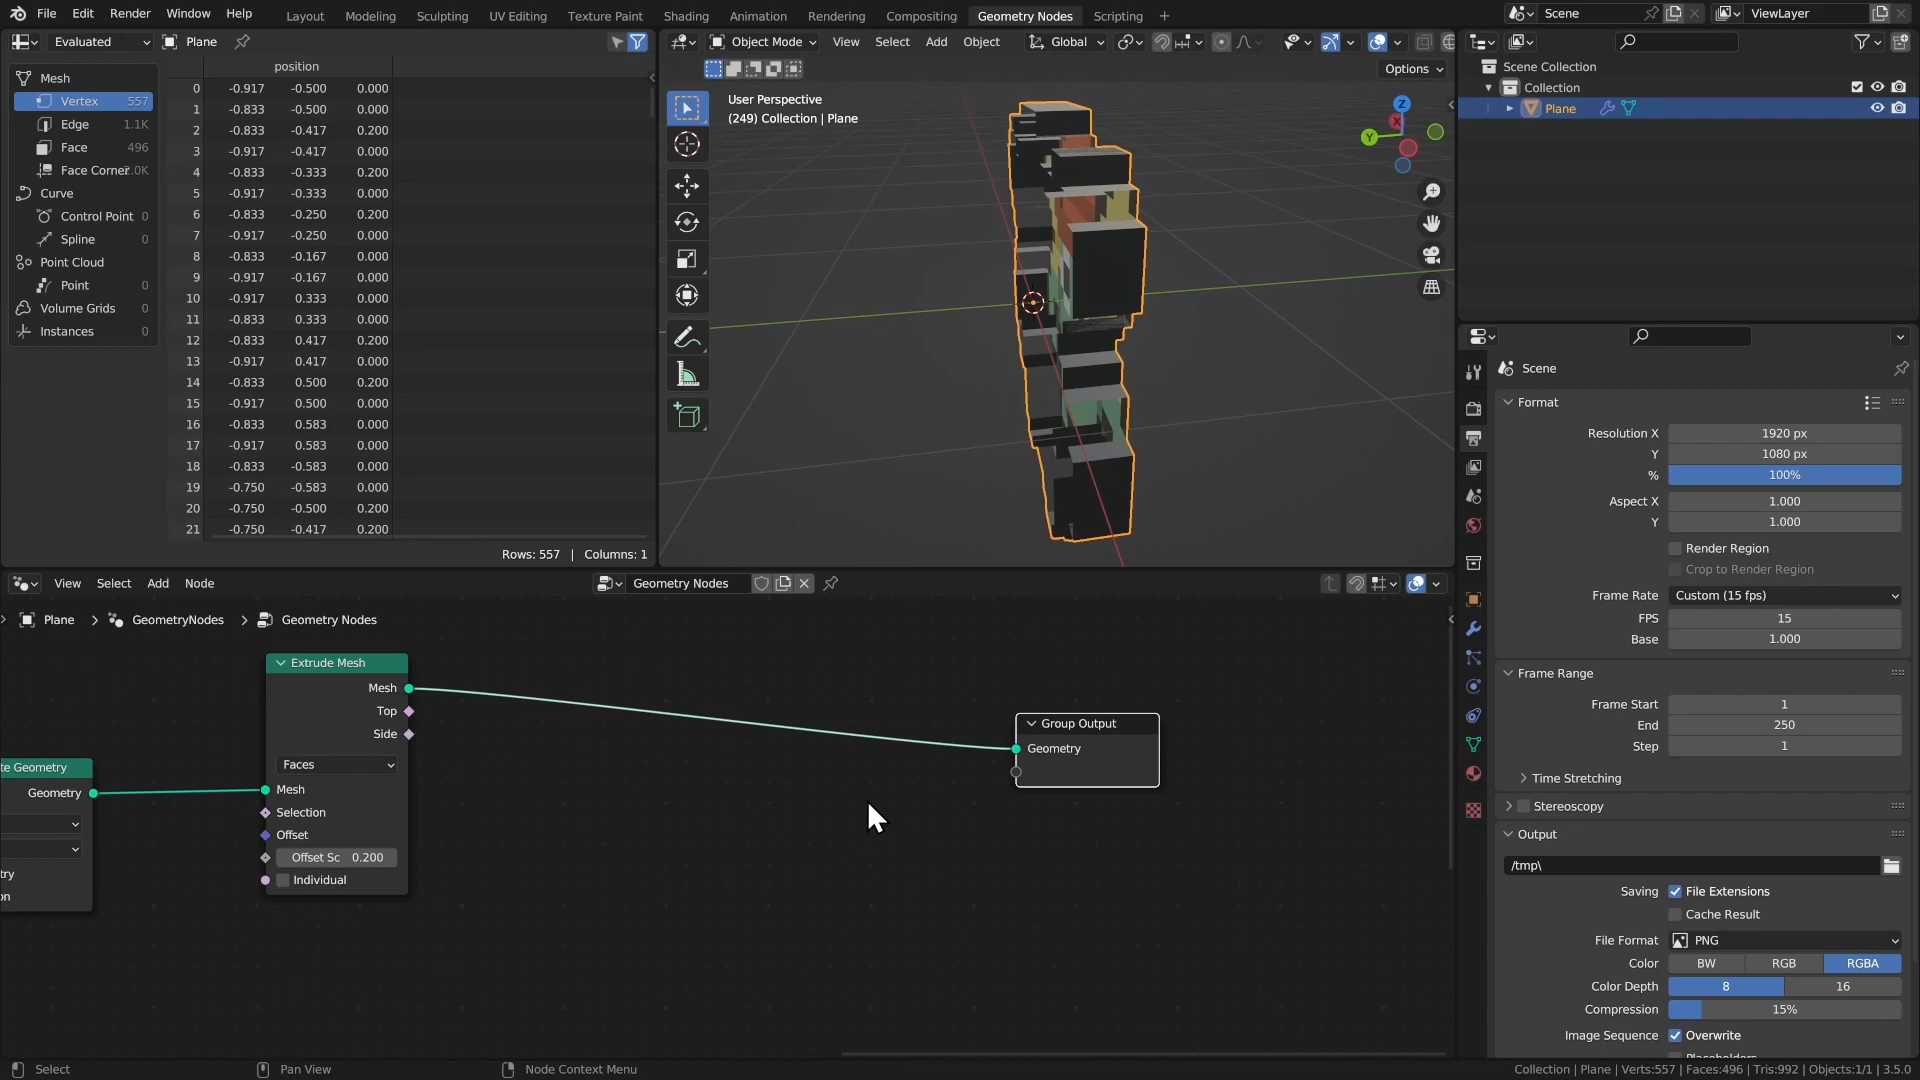 File Edit Render Window Help Layout Modeling Sculpting UV Editing Texture Paint Shading Animation Rendering Compositing Geometry Nodes Scripting + Scene ViewLayer
Evaluated Plane
Mesh
Vertex 557
Edge 1.1K
Face 496
Face Corner
Curve
Control Point 0
Spline 0
Point Cloud
Point 0
Volume Grids 0
Instances 0
position
0 -0.917 -0.500 0.000
1 -0.833 -0.500 0.000
2 -0.833 -0.417 0.200
3 -0.917 -0.417 0.000
4 -0.833 -0.333 0.200
5 -0.917 -0.333 0.000
6 -0.833 -0.250 0.200
7 -0.917 -0.250 0.000
8 -0.833 -0.167 0.200
9 -0.917 -0.167 0.000
10 -0.917 0.333 0.000
11 -0.833 0.333 0.000
12 -0.833 0.417 0.200
13 -0.917 0.417 0.000
14 -0.833 0.500 0.200
15 -0.917 0.500 0.000
16 -0.833 0.583 0.000
17 -0.917 0.583 0.000
18 -0.833 -0.583 0.000
19 -0.750 -0.583 0.000
20 -0.750 -0.500 0.200
21 -0.750 -0.417 0.200
Rows: 557 | Columns: 1
Object Mode View Select Add Object Global
Options
User Perspective
(249) Collection | Plane
Z
X
Y
Scene Collection
Collection
Plane
Scene
Format
Resolution X 1920 px
Y 1080 px
% 100%
Aspect X 1.000
Y 1.000
Render Region
Crop to Render Region
Frame Rate Custom (15 fps)
FPS 15
Base 1.000
Frame Range
Frame Start 1
End 250
Step 1
Time Stretching
Stereoscopy
Output
/tmp\
Saving File Extensions
Cache Result
File Format PNG
Color BW RGB RGBA
Color Depth 8 16
Compression 15%
Image Sequence Overwrite
View Select Add Node Geometry Nodes
Plane > GeometryNodes > Geometry Nodes
te Geometry
Geometry
try
on
Extrude Mesh
Mesh
Top
Side
Faces
Mesh
Selection
Offset
Offset Sc 0.200
Individual
Group Output
Geometry
Select Pan View Node Context Menu Collection | Plane | Verts:557 | Faces:496 | Tris:992 | Objects:1/1 | 3.5.0